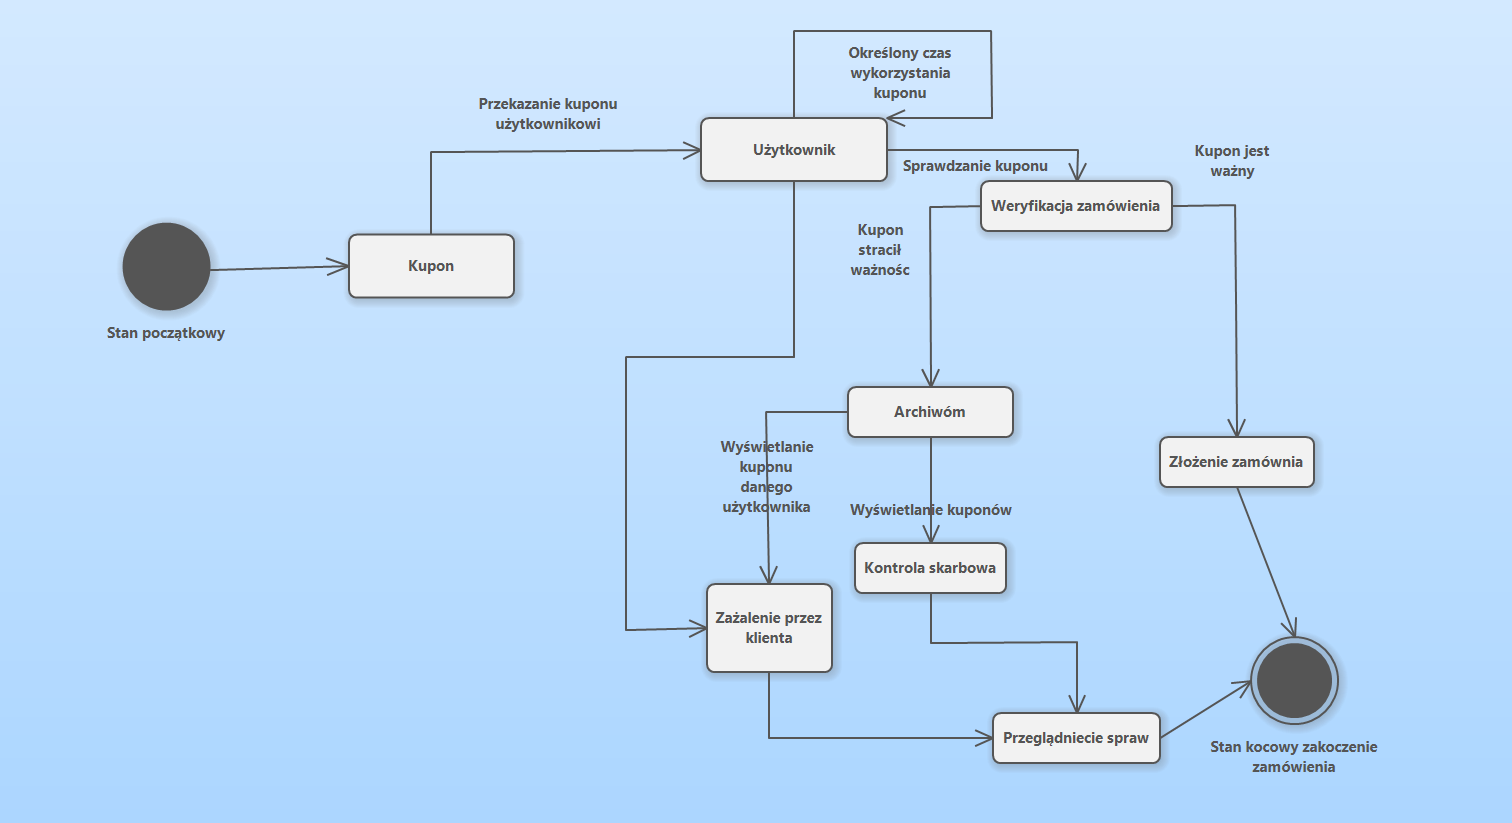 Określony czas
wykorzystania
kuponu
Przekazanie kuponu
użytkownikowi
Użytkownik
Sprawdzanie kuponu
Kupon jest
ważny
Weryfikacja zamówienia
Kupon
stracił
ważnośc
Kupon
Stan początkowy
Archiwóm
Wyświetlanie
kuponu
danego
użytkownika
Złożenie zamównia
Wyświetlanie kuponów
Kontrola skarbowa
Zażalenie przez
klienta
Przeglądniecie spraw
Stan kocowy zakoczenie
zamówienia